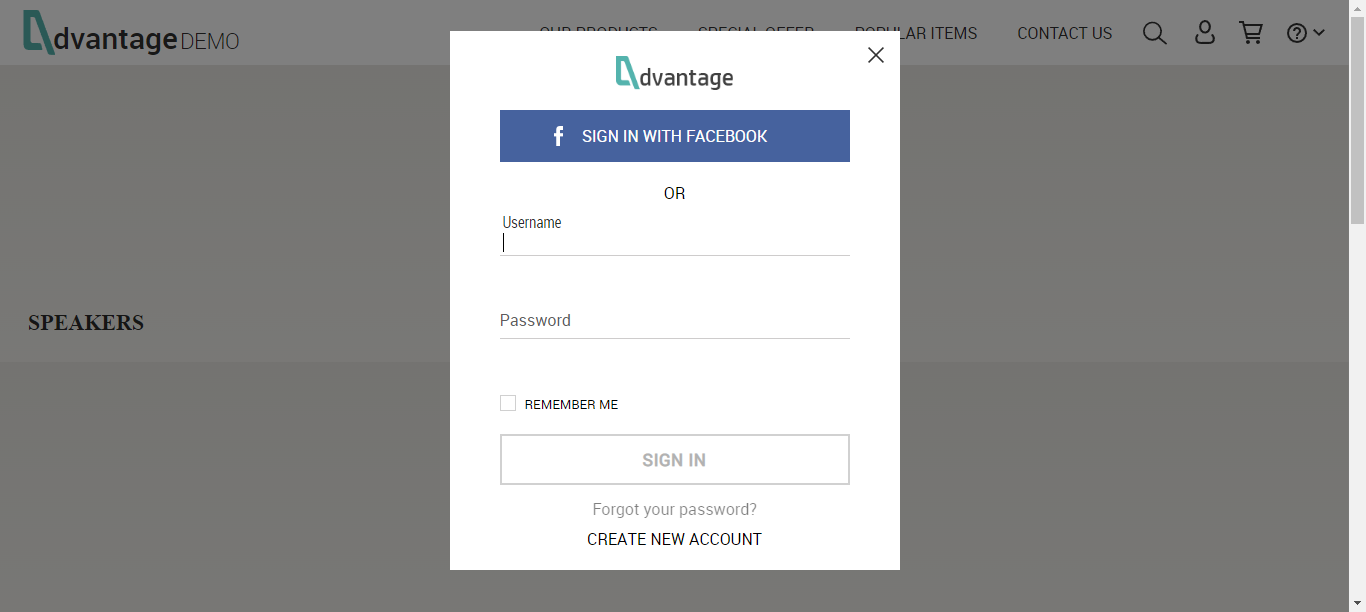 dvantage DEMO
OUR PRODUCTS SPECIAL OFFER POPULAR ITEMS CONTACT US
dvantage
SIGN IN WITH FACEBOOK
OR
Username
Password
SPEAKERS
REMEMBER ME
SIGN IN
Forgot your password?
CREATE NEW ACCOUNT